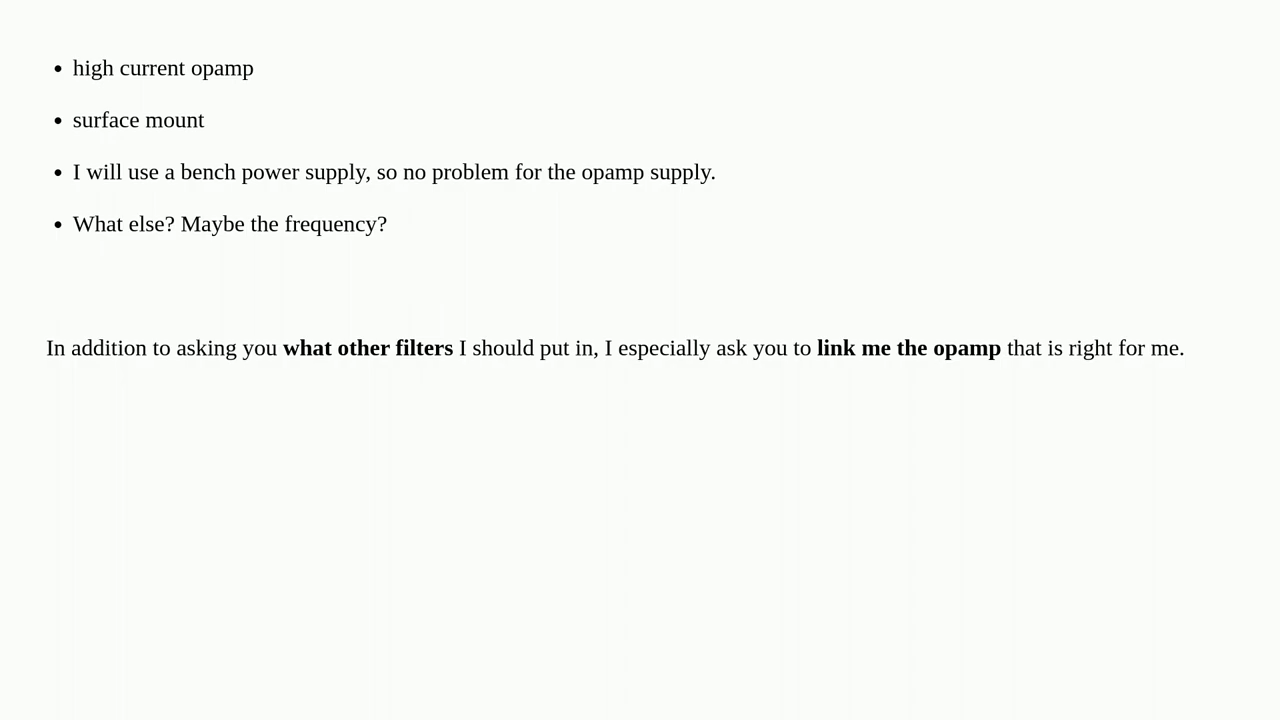 • high current opamp
• surface mount
• I will use a bench power supply, so no problem for the opamp supply.
• What else? Maybe the frequency?
In addition to asking you what other filters I should put in, I especially ask you to link me the opamp that is right for me.